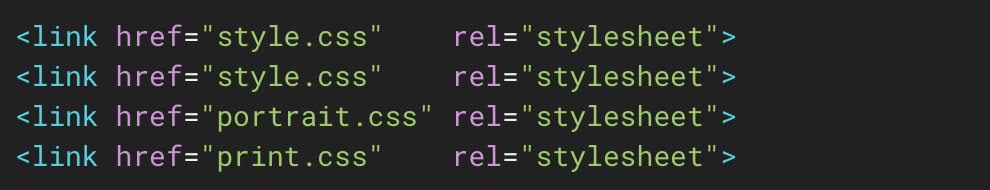 <link href="style.css"    rel="stylesheet">
<link href="style.css"    rel="stylesheet">
<link href="portrait.css" rel="stylesheet">
<link href="print.css"    rel="stylesheet">